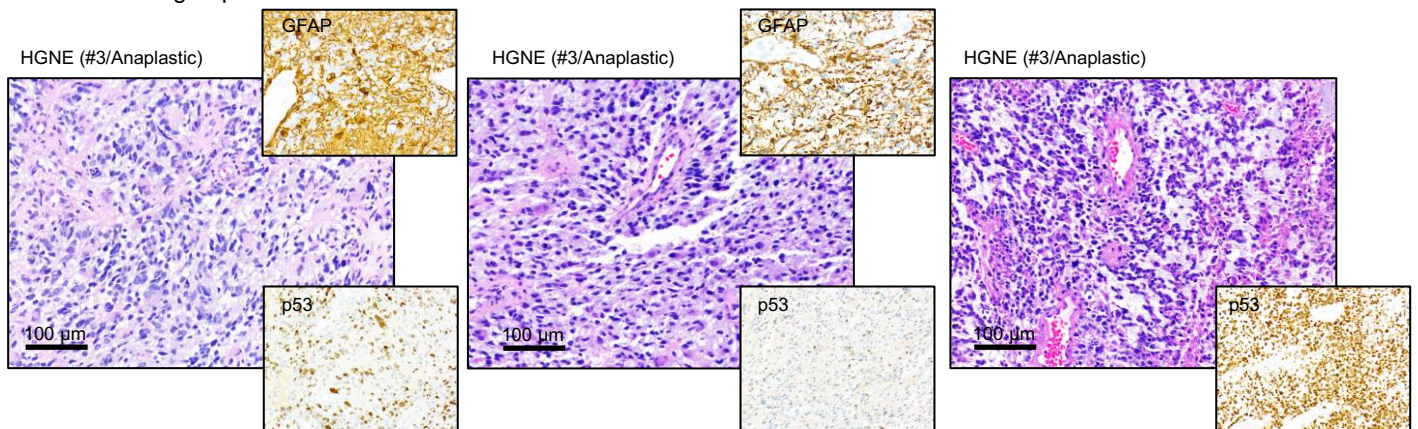 GFAP
HGNE (#3/Anaplastic)
100 µm
p53
GFAP
HGNE (#3/Anaplastic)
100 µm
p53
HGNE (#3/Anaplastic)
100 µm
p53